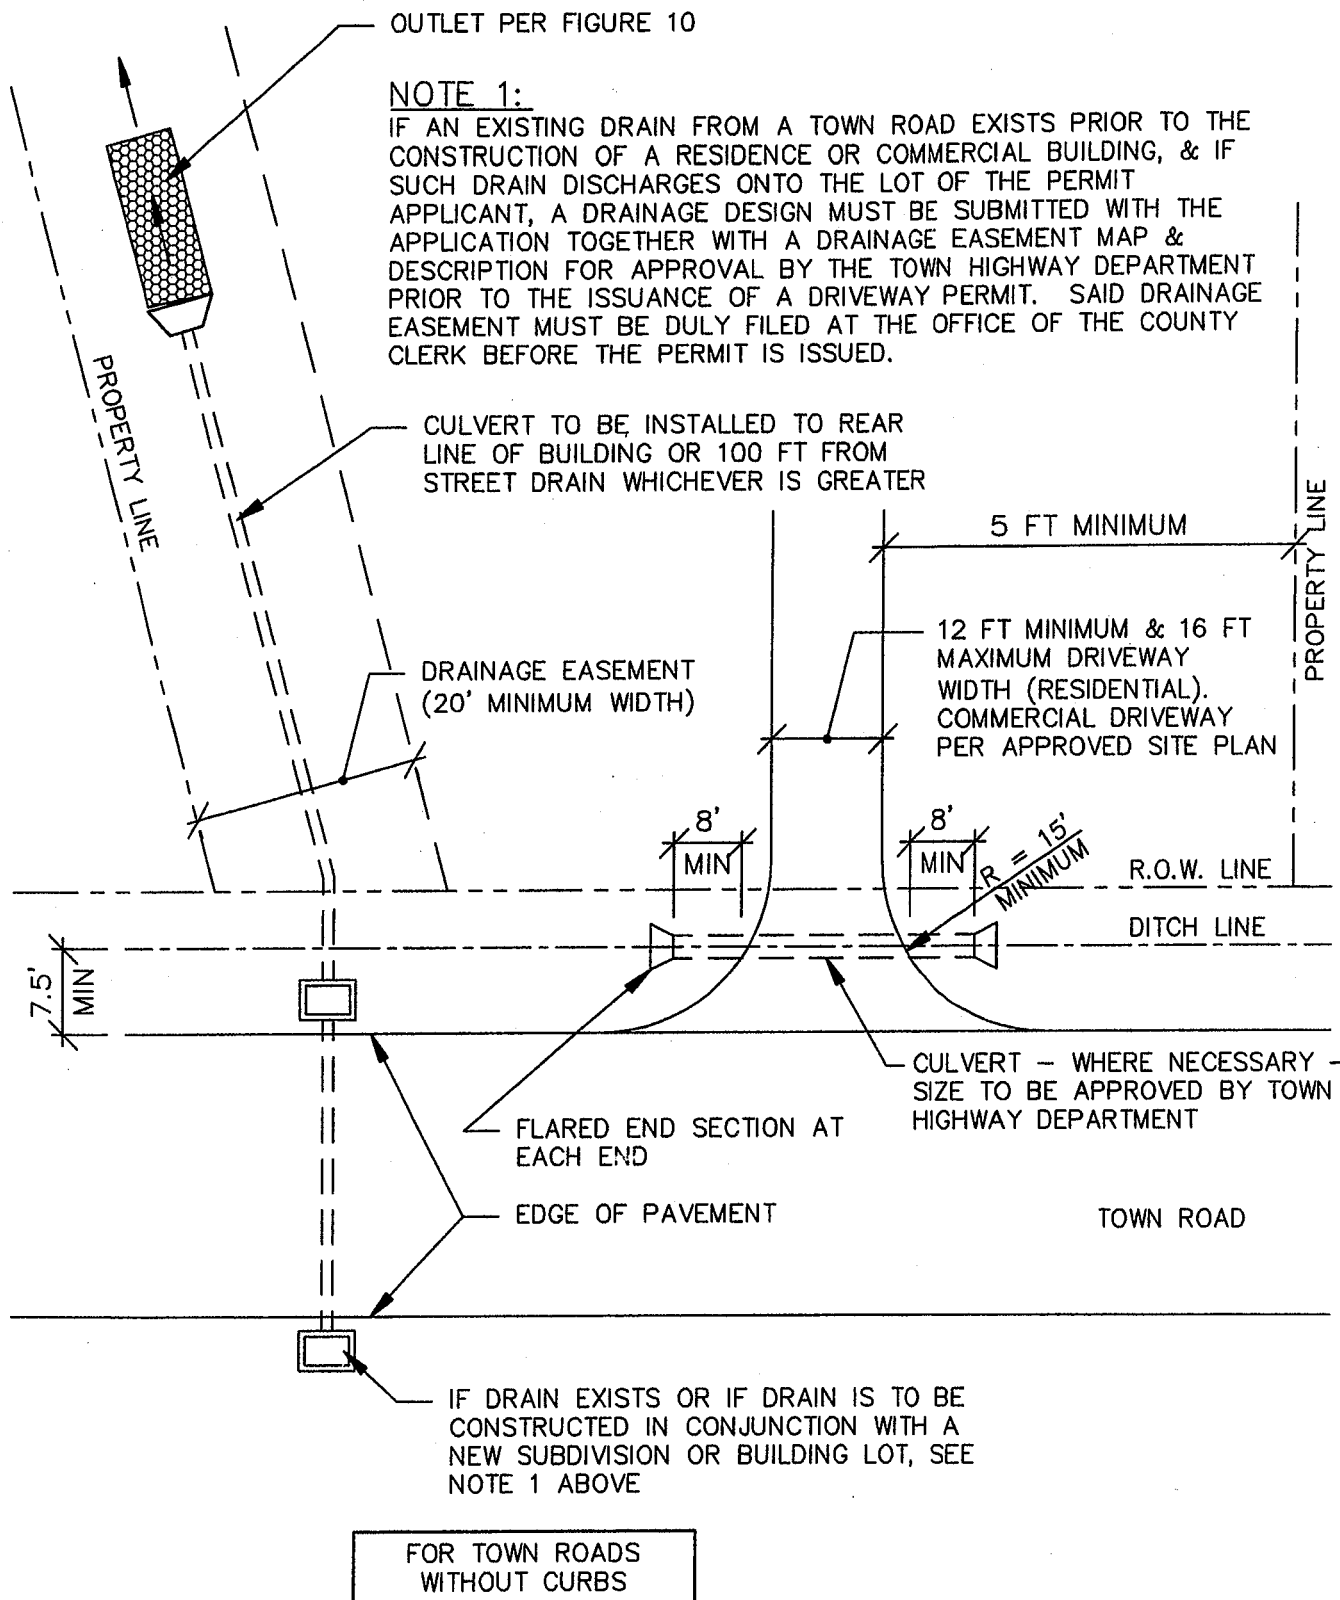 OUTLET PER FIGURE 10
NOTE 1:
IF AN EXISTING DRAIN FROM A TOWN ROAD EXISTS PRIOR TO THE
CONSTRUCTION OF A RESIDENCE OR COMMERCIAL BUILDING, & IF
SUCH DRAIN DISCHARGES ONTO THE LOT OF THE PERMIT
APPLICANT, A DRAINAGE DESIGN MUST BE SUBMITTED WITH THE
APPLICATION TOGETHER WITH A DRAINAGE EASEMENT MAP &
DESCRIPTION FOR APPROVAL BY THE TOWN HIGHWAY DEPARTMENT
PRIOR TO THE ISSUANCE OF A DRIVEWAY PERMIT. SAID DRAINAGE
EASEMENT MUST BE DULY FILED AT THE OFFICE OF THE COUNTY
CLERK BEFORE THE PERMIT IS ISSUED.
PROPERTY LINE
CULVERT TO BE INSTALLED TO REAR
LINE OF BUILDING OR 100 FT FROM
STREET DRAIN WHICHEVER IS GREATER
5 FT MINIMUM
PROPERTY LINE
12 FT MINIMUM & 16 FT
MAXIMUM DRIVEWAY
WIDTH (RESIDENTIAL).
COMMERCIAL DRIVEWAY
PER APPROVED SITE PLAN
DRAINAGE EASEMENT
(20' MINIMUM WIDTH)
8'
MIN
8'
MIN
R = 15'
MINIMUM
R.O.W. LINE
DITCH LINE
7.5'
MIN
CULVERT – WHERE NECESSARY –
SIZE TO BE APPROVED BY TOWN
HIGHWAY DEPARTMENT
FLARED END SECTION AT
EACH END
EDGE OF PAVEMENT
TOWN ROAD
IF DRAIN EXISTS OR IF DRAIN IS TO BE
CONSTRUCTED IN CONJUNCTION WITH A
NEW SUBDIVISION OR BUILDING LOT, SEE
NOTE 1 ABOVE
FOR TOWN ROADS
WITHOUT CURBS